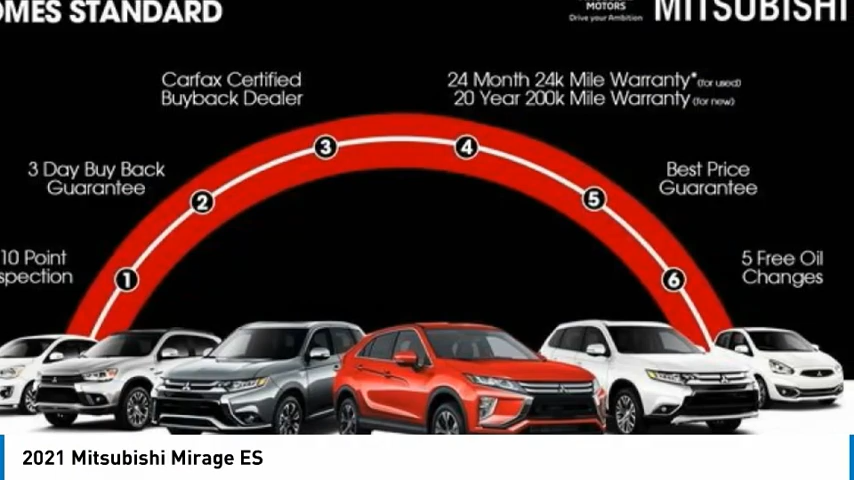 OMES STANDARD
MOTORS
Drive your Ambition
MITSUBISHI
Carfax Certified
Buyback Dealer
24 Month 24k Mile Warranty* (for used)
20 Year 200k Mile Warranty (for new)
3 4
3 Day Buy Back
Guarantee
Best Price
Guarantee
2 5
10 Point
spection
5 Free Oil
Changes
1 6
2021 Mitsubishi Mirage ES